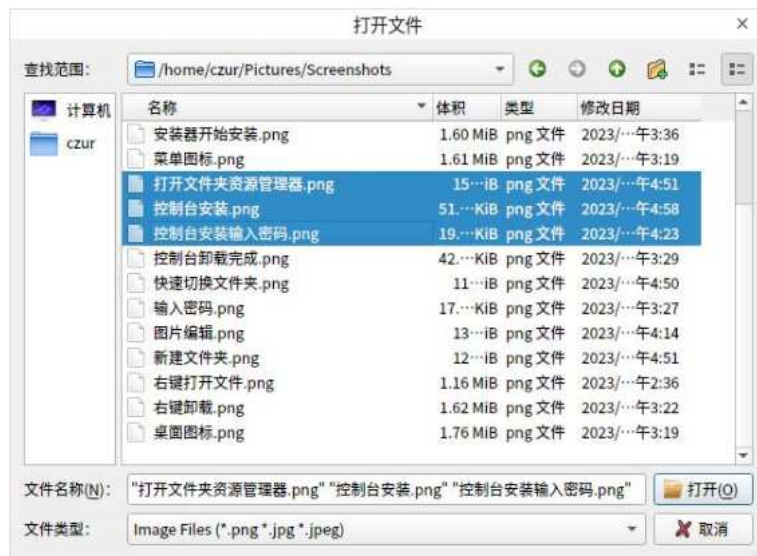 打开文件
查找范围: /home/czur/Pictures/Screenshots
计算机
czur
名称 体积 类型 修改日期
安装器开始安装.png 1.60 MiB png 文件 2023/…午3:36
菜单图标.png 1.61 MiB png 文件 2023/…午3:19
打开文件夹资源管理器.png 15…iB png 文件 2023/…午4:51
控制台安装.png 51.…KiB png 文件 2023/…午4:58
控制台安装输入密码.png 19.…KiB png 文件 2023/…午4:23
控制台卸载完成.png 42.…KiB png 文件 2023/…午3:29
快速切换文件夹.png 11…iB png 文件 2023/…午4:50
输入密码.png 17.…KiB png 文件 2023/…午3:27
图片编辑.png 13…iB png 文件 2023/…午4:14
新建文件夹.png 12…iB png 文件 2023/…午4:51
右键打开文件.png 1.16 MiB png 文件 2023/…午2:36
右键卸载.png 1.62 MiB png 文件 2023/…午3:22
桌面图标.png 1.76 MiB png 文件 2023/…午3:19
文件名称(N): "打开文件夹资源管理器.png" "控制台安装.png" "控制台安装输入密码.png" 打开(O)
文件类型: Image Files (*.png *.jpg *.jpeg) 取消